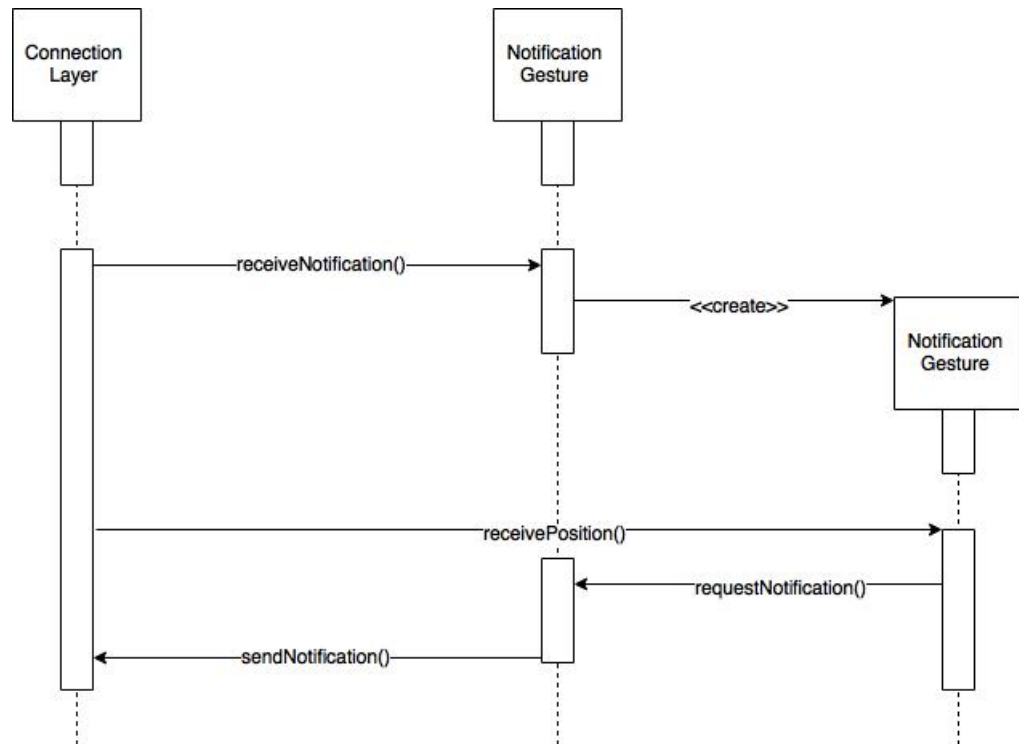 Connection
Layer
Notification
Gesture
receiveNotification()
<<create>>
Notification
Gesture
receivePosition()
requestNotification()
sendNotification()